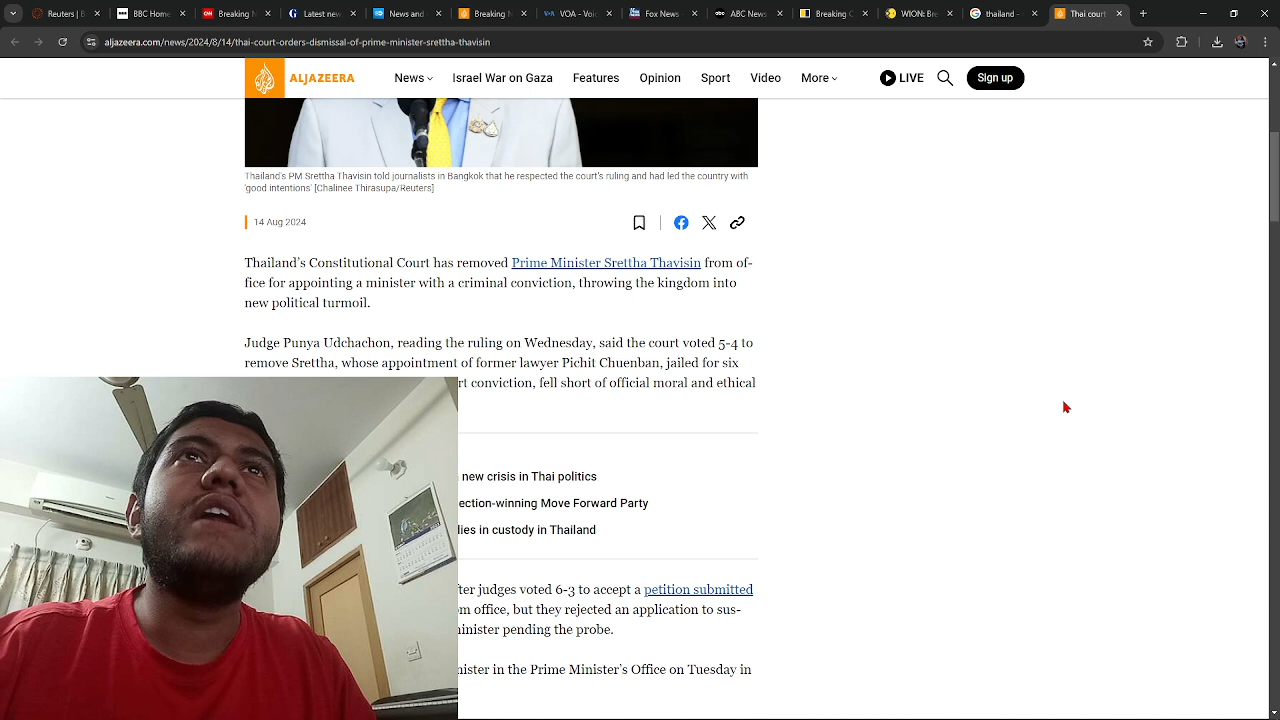 Reuters | B
BBC Home
Breaking N
Latest new
News and
Breaking N
VOA - Voic
Fox News
ABC News
Breaking C
WION: Bre
thailand -
Thai court
aljazeera.com/news/2024/8/14/thai-court-orders-dismissal-of-prime-minister-srettha-thavisin
ALJAZEERA News Israel War on Gaza Features Opinion Sport Video More LIVE Sign up
Thailand's PM Srettha Thavisin told journalists in Bangkok that he respected the court's ruling and had led the country with
'good intentions' [Chalinee Thirasupa/Reuters]
14 Aug 2024
Thailand's Constitutional Court has removed Prime Minister Srettha Thavisin from of-
fice for appointing a minister with a criminal conviction, throwing the kingdom into
new political turmoil.
Judge Punya Udchachon, reading the ruling on Wednesday, said the court voted 5-4 to
remove Srettha, whose appointment of former lawyer Pichit Chuenban, jailed for six
rt conviction, fell short of official moral and ethical
new crisis in Thai politics
ection-winning Move Forward Party
lies in custody in Thailand
fter judges voted 6-3 to accept a petition submitted
m office, but they rejected an application to sus-
minister pending the probe.
nister in the Prime Minister's Office on Tuesday in